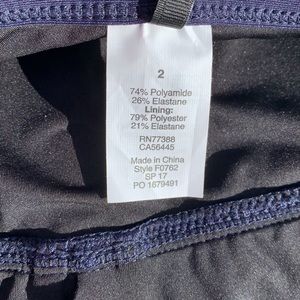 2
74% Polyamide
26% Elastane
Lining:
79% Polyester
21% Elastane
RN77388
CA56445
Made in China
Style F0762
SP 17
PO 1679491